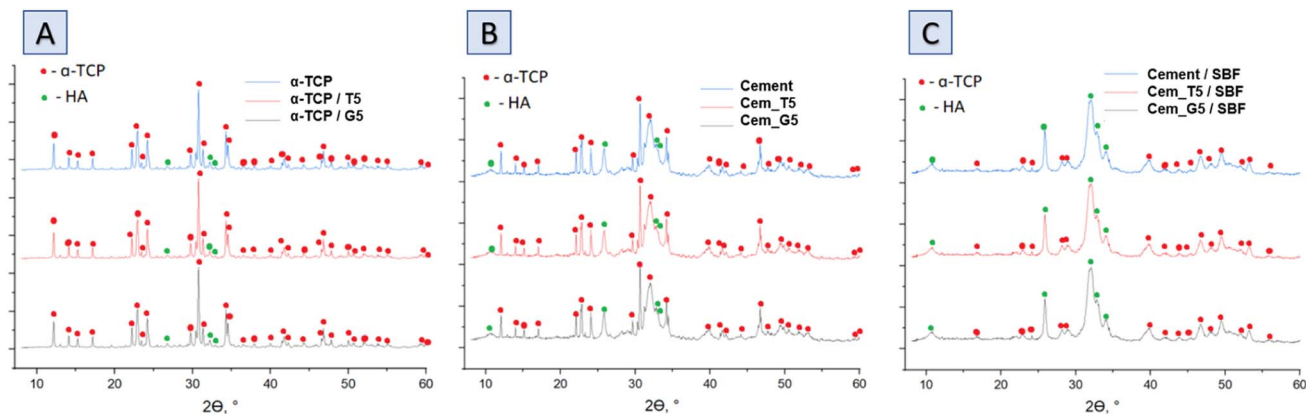 A
- α-TCP
- HA
α-TCP
α-TCP / T5
α-TCP / G5
10 20 30 40 50 60
2Θ, °
B
- α-TCP
- HA
Cement
Cem_T5
Cem_G5
10 20 30 40 50 60
2Θ, °
C
- α-TCP
- HA
Cement / SBF
Cem_T5 / SBF
Cem_G5 / SBF
10 20 30 40 50 60
2Θ, °